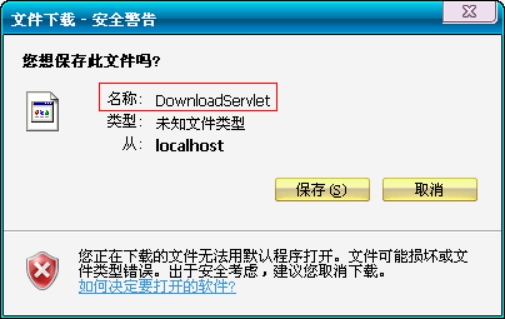 文件下载 - 安全警告
您想保存此文件吗?
名称: DownloadServlet
类型: 未知文件类型
从: localhost
保存(S) 取消
您正在下载的文件无法用默认程序打开。文件可能损坏或文
件类型错误。出于安全考虑,建议您取消下载。
如何决定要打开的软件?